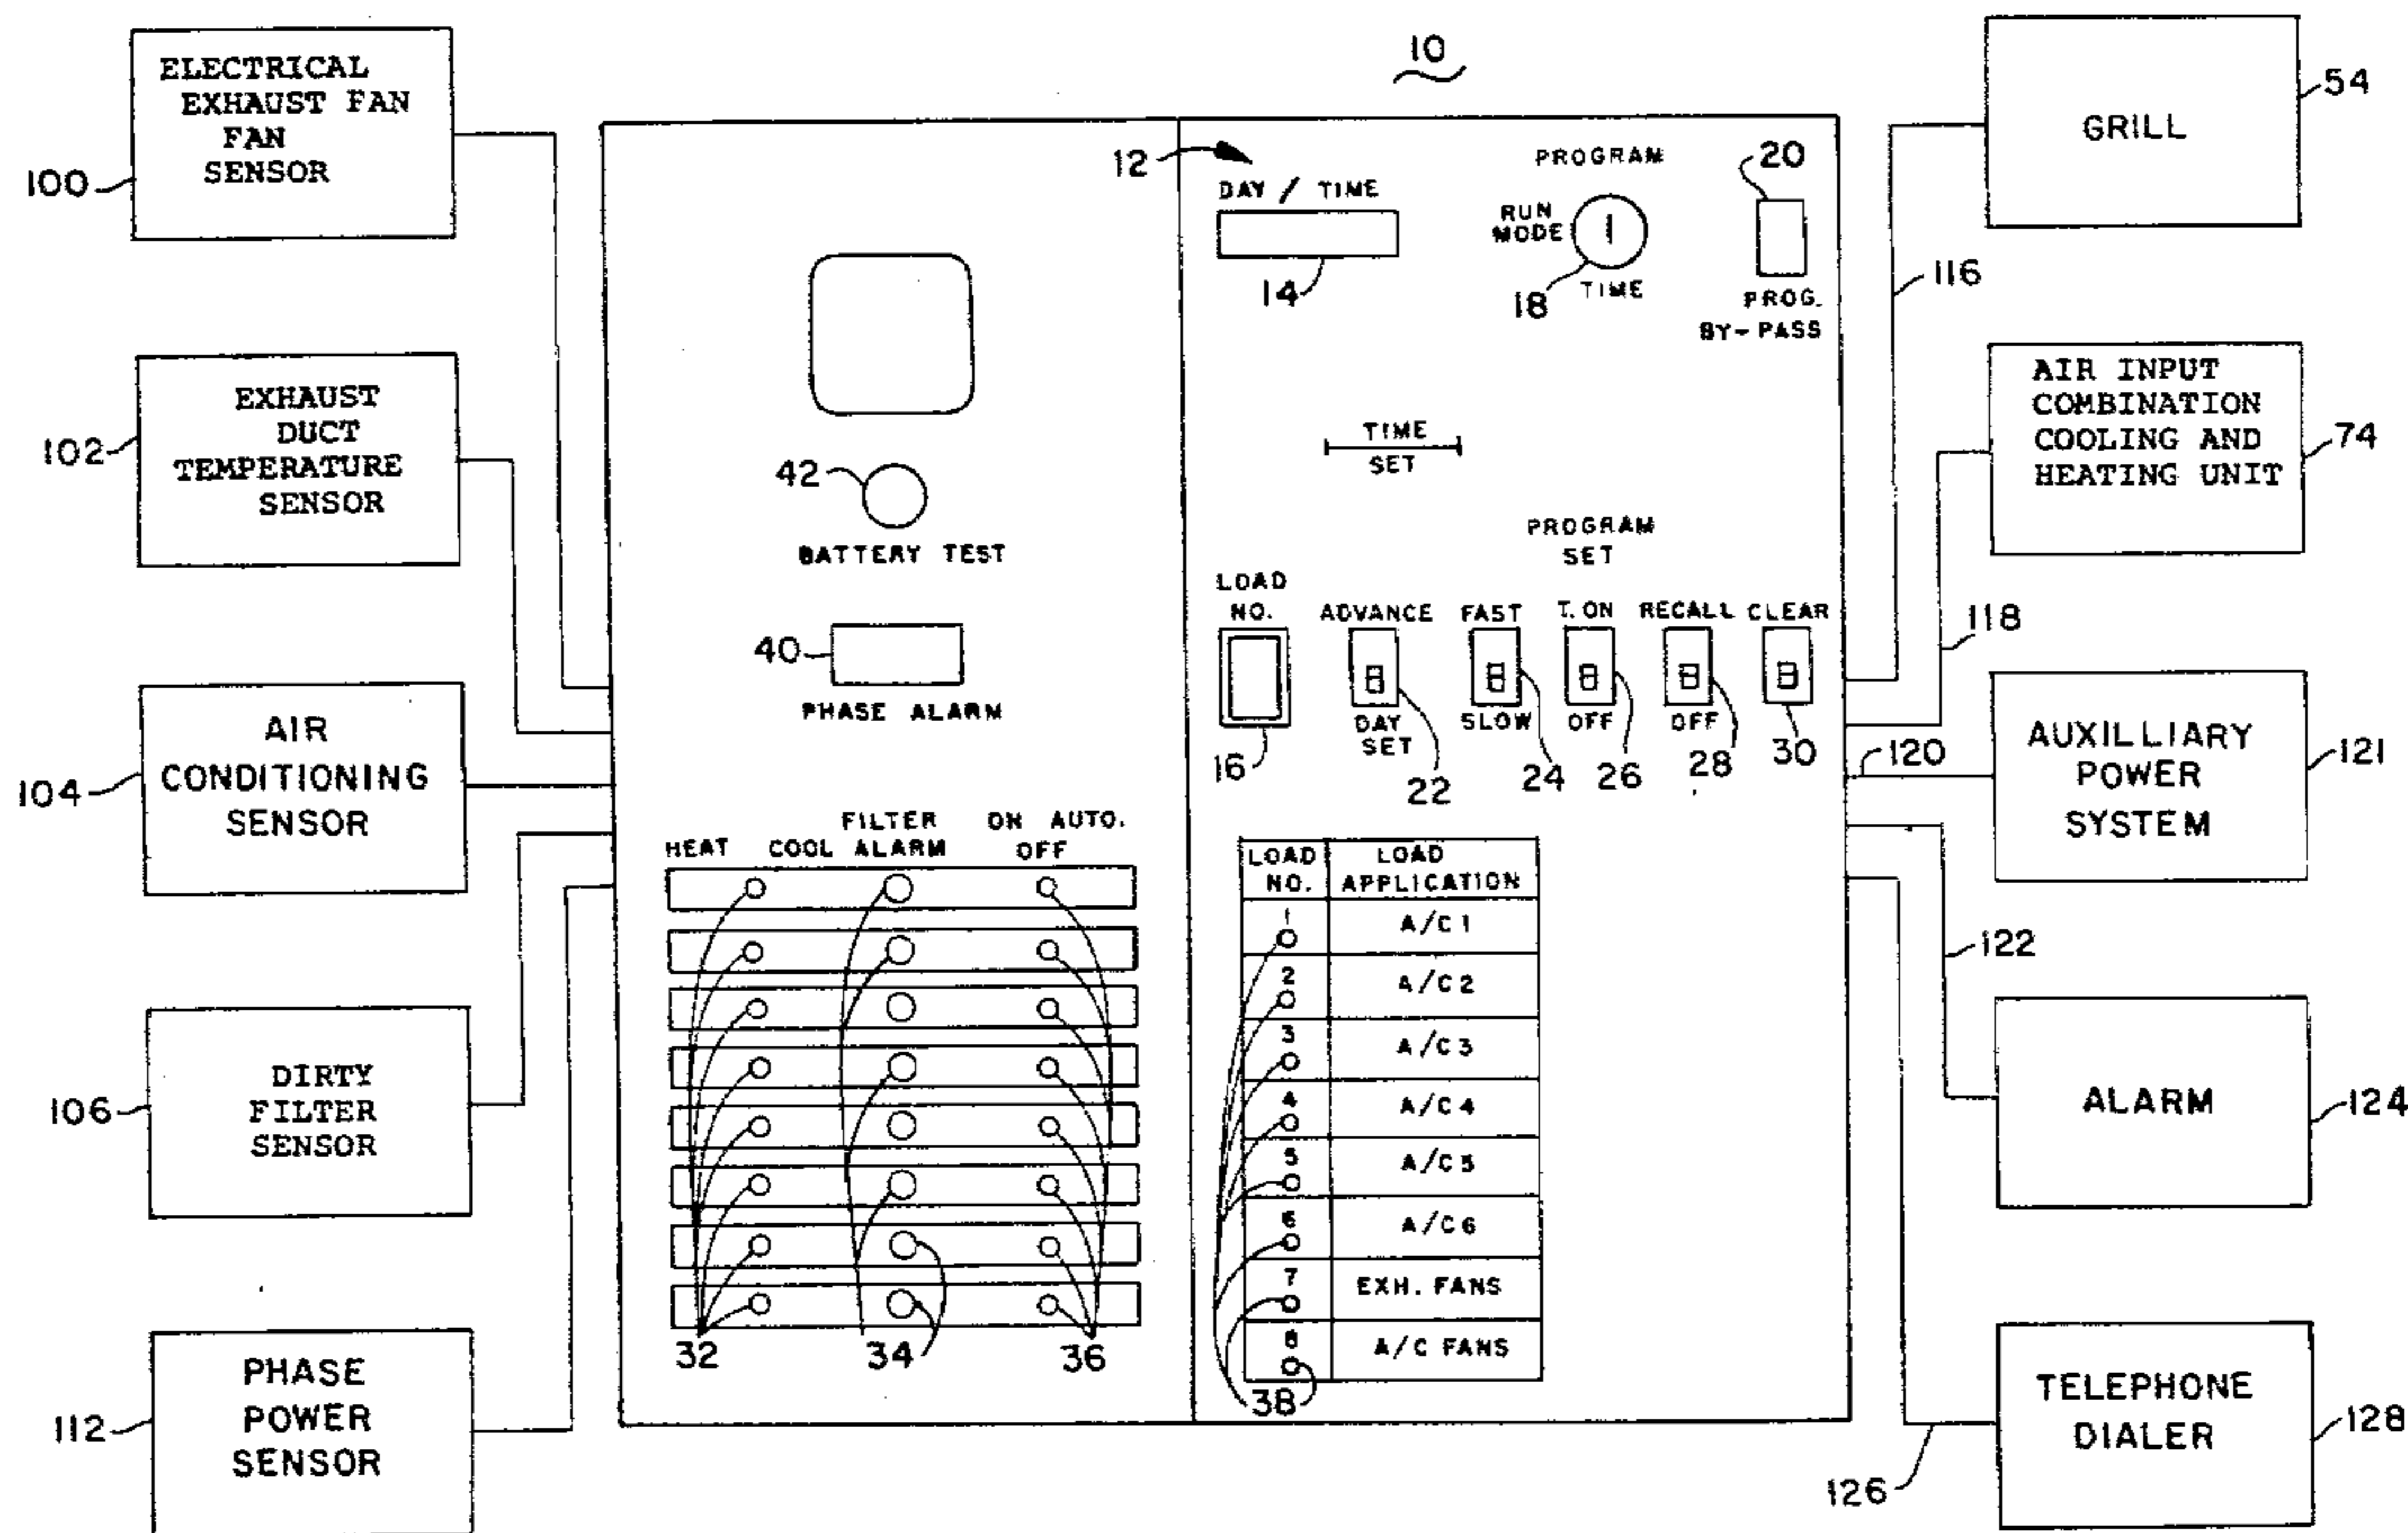 ELECTRICAL
EXHAUST FAN
FAN
SENSOR
100
EXHAUST
DUCT
TEMPERATURE
SENSOR
102
AIR
CONDITIONING
SENSOR
104
DIRTY
FILTER
SENSOR
106
PHASE
POWER
SENSOR
112
10
42
BATTERY TEST
40
PHASE ALARM
HEAT COOL FILTER ALARM ON AUTO.
OFF
32 34 36
12
DAY / TIME
14
PROGRAM
RUN
MODE
18 TIME
20
PROG.
BY-PASS
TIME
SET
PROGRAM
SET
LOAD
NO.
16
ADVANCE FAST T. ON RECALL CLEAR
DAY SLOW OFF OFF
SET
22 24 26 28 30
LOAD NO. LOAD APPLICATION
1 A/C 1
2 A/C 2
3 A/C 3
4 A/C 4
5 A/C 5
6 A/C 6
7 EXH. FANS
8 A/C FANS
38
GRILL
54
116
AIR INPUT
COMBINATION
COOLING AND
HEATING UNIT
74
118
AUXILLIARY
POWER
SYSTEM
120
121
122
ALARM
124
TELEPHONE
DIALER
126
128